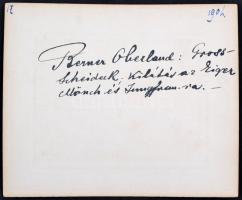 Berner Oberland: Gross-
Scheideck. Kilátás az Eiger
Mönch és Jungfrau-ra. —